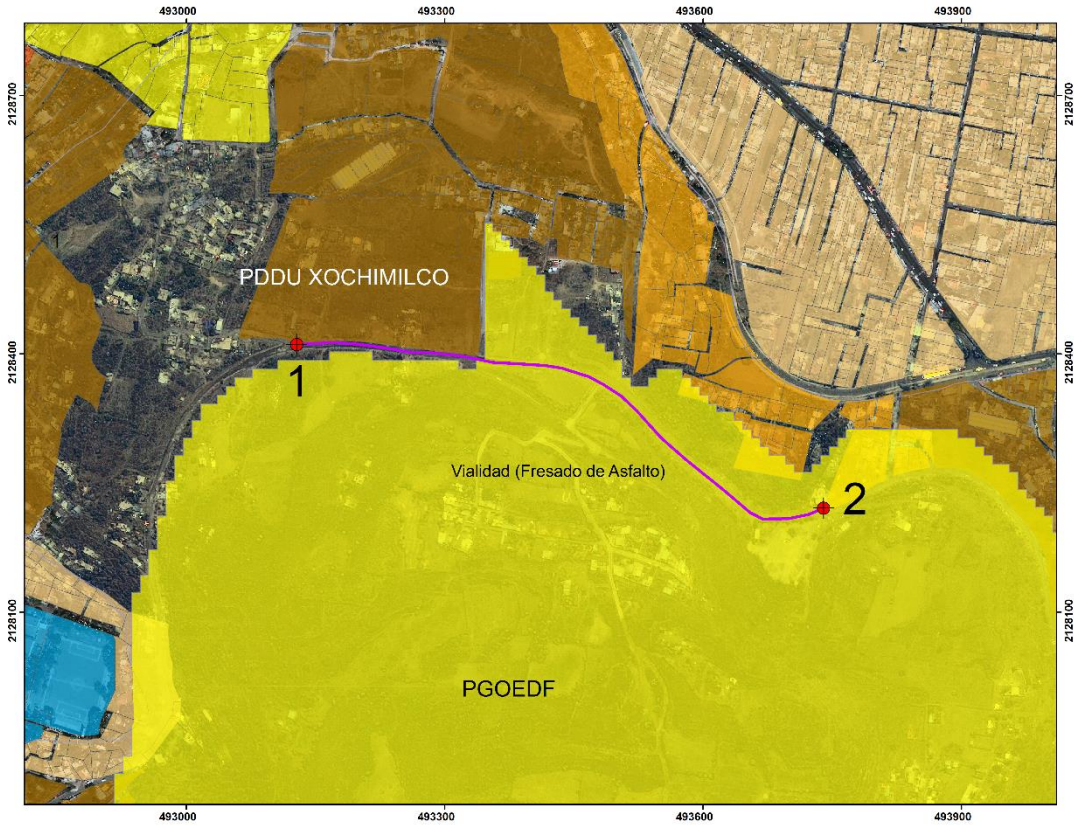 493000 493300 493600 493900
2128700 2128700
1
PDDU XOCHIMILCO
2128400 2128400
1
Vialidad (Fresado de Asfalto)
2
2128100 2128100
PGOEDF
493000 493300 493600 493900